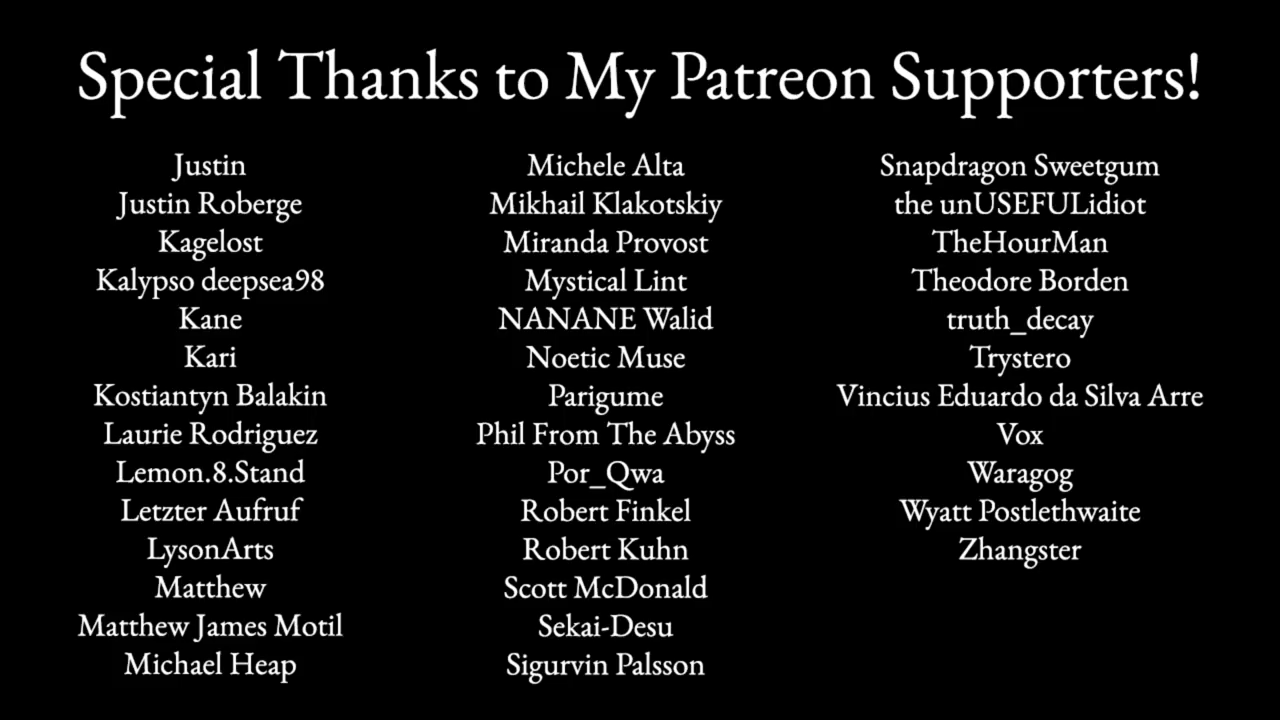 Special Thanks to My Patreon Supporters!
Justin
Justin Roberge
Kagelost
Kalypso deepsea98
Kane
Kari
Kostiantyn Balakin
Laurie Rodriguez
Lemon.8.Stand
Letzter Aufruf
LysonArts
Matthew
Matthew James Motil
Michael Heap
Michele Alta
Mikhail Klakotskiy
Miranda Provost
Mystical Lint
NANANE Walid
Noetic Muse
Parigume
Phil From The Abyss
Por_Qwa
Robert Finkel
Robert Kuhn
Scott McDonald
Sekai-Desu
Sigurvin Palsson
Snapdragon Sweetgum
the unUSEFULidiot
TheHourMan
Theodore Borden
truth_decay
Trystero
Vincius Eduardo da Silva Arre
Vox
Waragog
Wyatt Postlethwaite
Zhangster